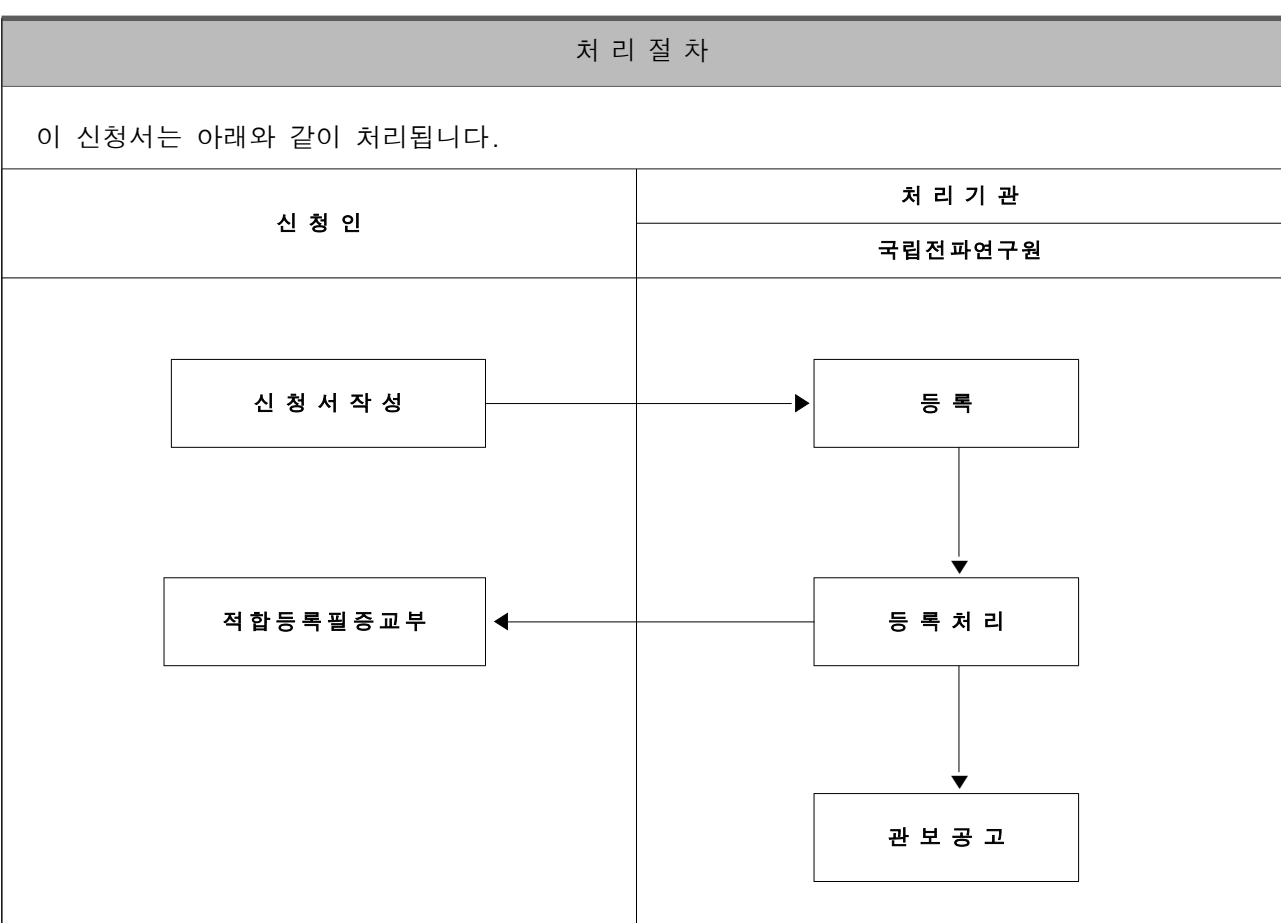 처 리 절 차
이 신청서는 아래와 같이 처리됩니다.
신 청 인
처 리 기 관
국립전파연구원
신 청 서 작 성
등 록
적합등록필증교부
등 록 처 리
관 보 공 고